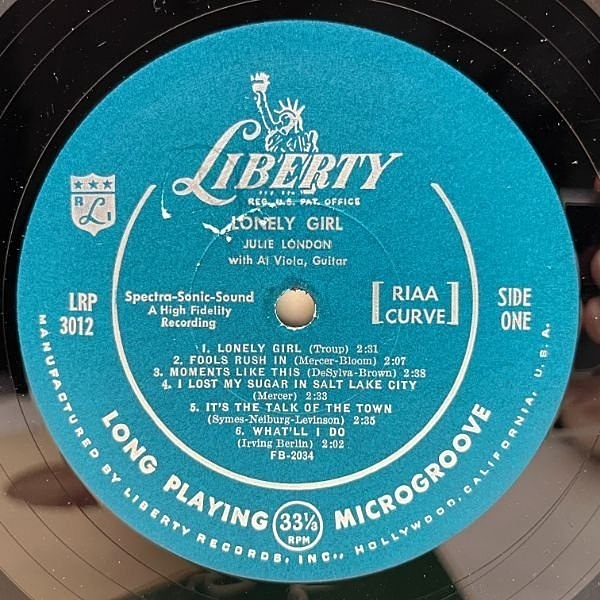 LIBERTY
REG. U.S. PAT. OFFICE
LONELY GIRL
JULIE LONDON
with Al Viola, Guitar
R L I
LRP
3012
Spectra-Sonic-Sound
A High Fidelity
Recording
[RIAA
CURVE]
SIDE
ONE
1. LONELY GIRL (Troup) 2:31
2. FOOLS RUSH IN (Mercer-Bloom) 2:07
3. MOMENTS LIKE THIS (DeSylva-Brown) 2:38
4. I LOST MY SUGAR IN SALT LAKE CITY
(Mercer) 2:33
5. IT'S THE TALK OF THE TOWN
(Symes-Neiburg-Levinson) 2:35
6. WHAT'LL I DO
(Irving Berlin) 2:02
FB-2034
LONG PLAYING 33⅓ RPM MICROGROOVE
MANUFACTURED BY LIBERTY RECORDS, INC., HOLLYWOOD, CALIFORNIA, U.S.A.